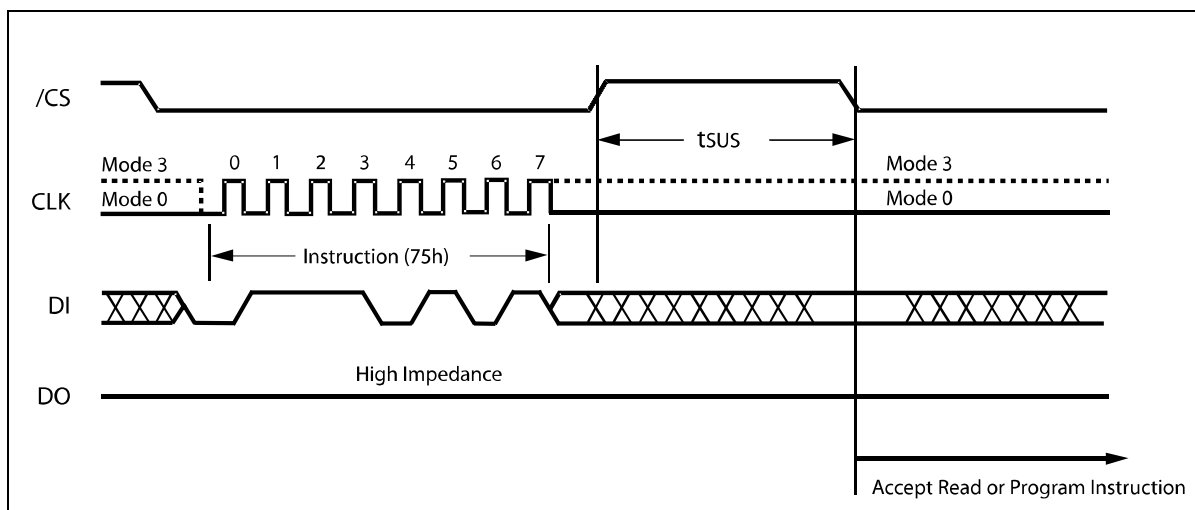 /CS
tSUS
Mode 3 0 1 2 3 4 5 6 7 Mode 3
CLK Mode 0 Mode 0
Instruction (75h)
DI
High Impedance
DO
Accept Read or Program Instruction